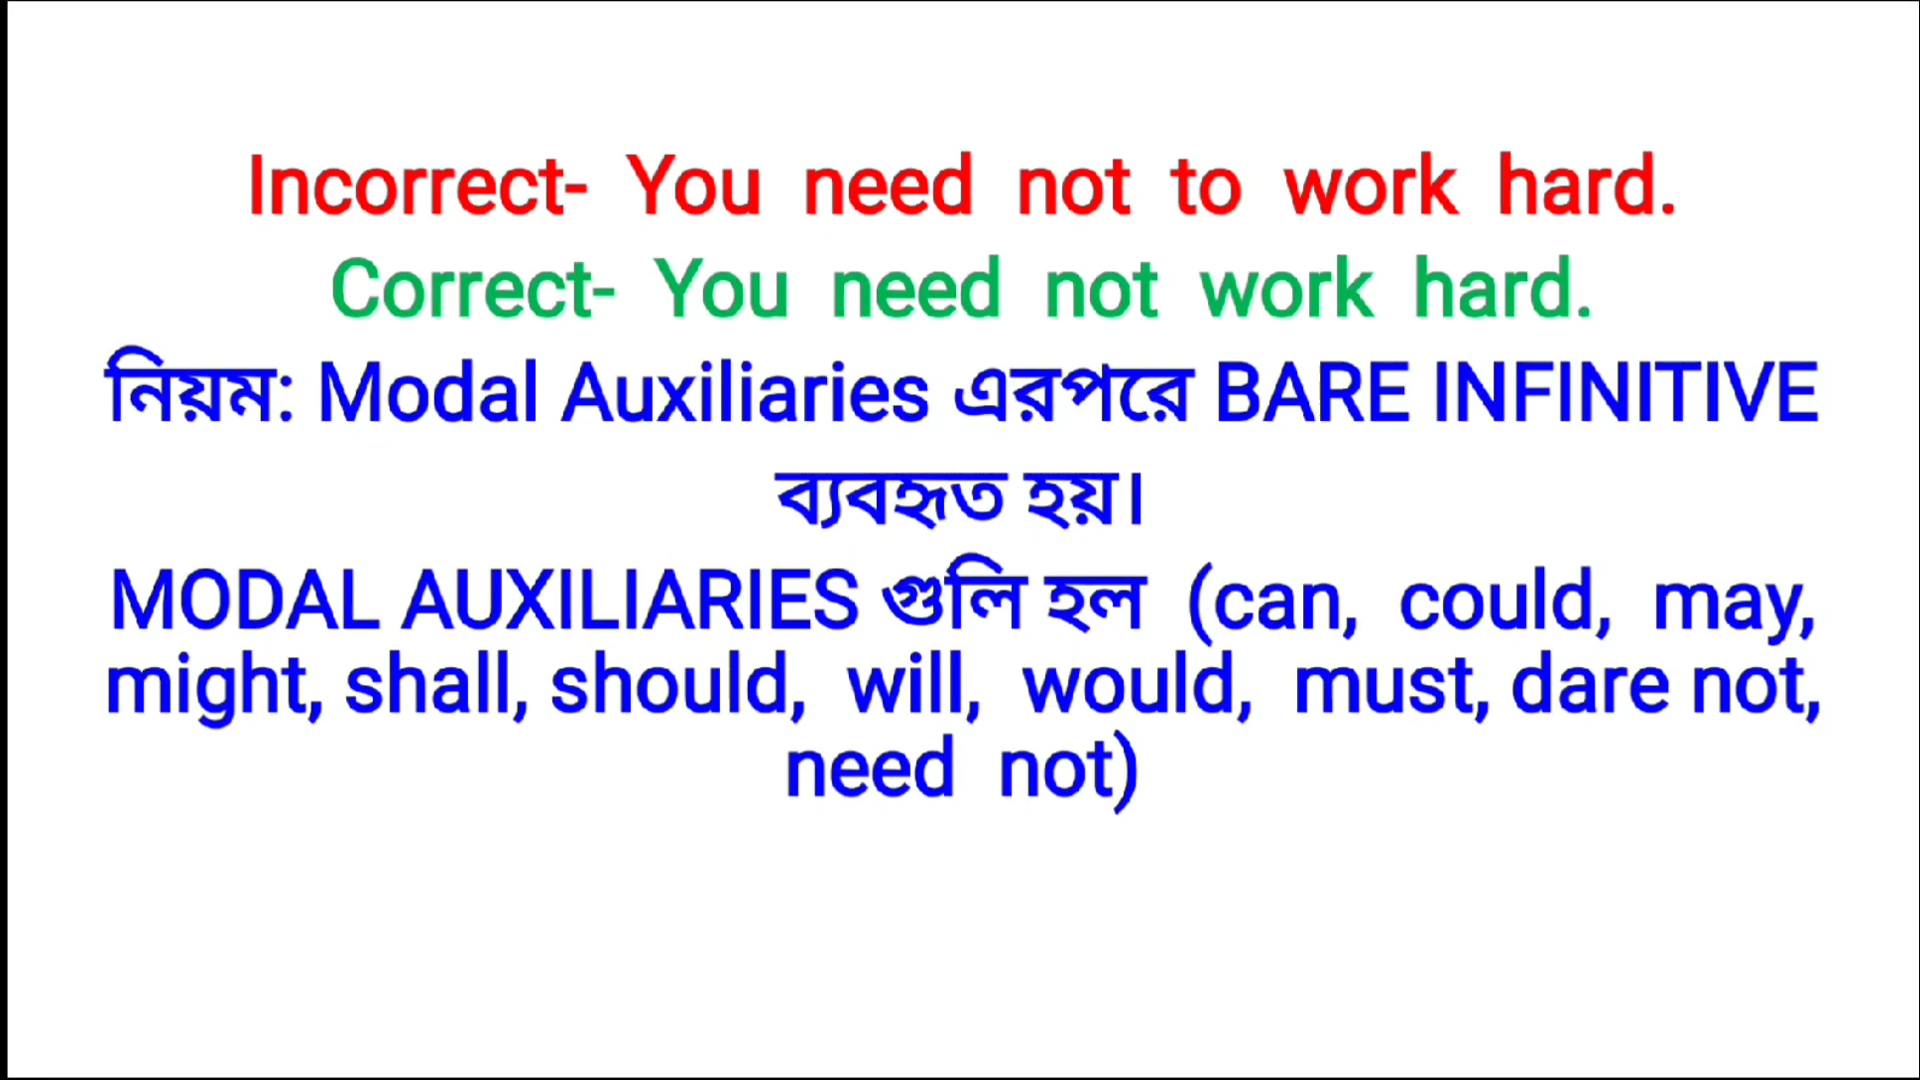 Incorrect- You need not to work hard.
Correct- You need not work hard.
নিয়ম: Modal Auxiliaries এরপরে BARE INFINITIVE
ব্যবহৃত হয়।
MODAL AUXILIARIES গুলি হল (can, could, may,
might, shall, should, will, would, must, dare not,
need not)